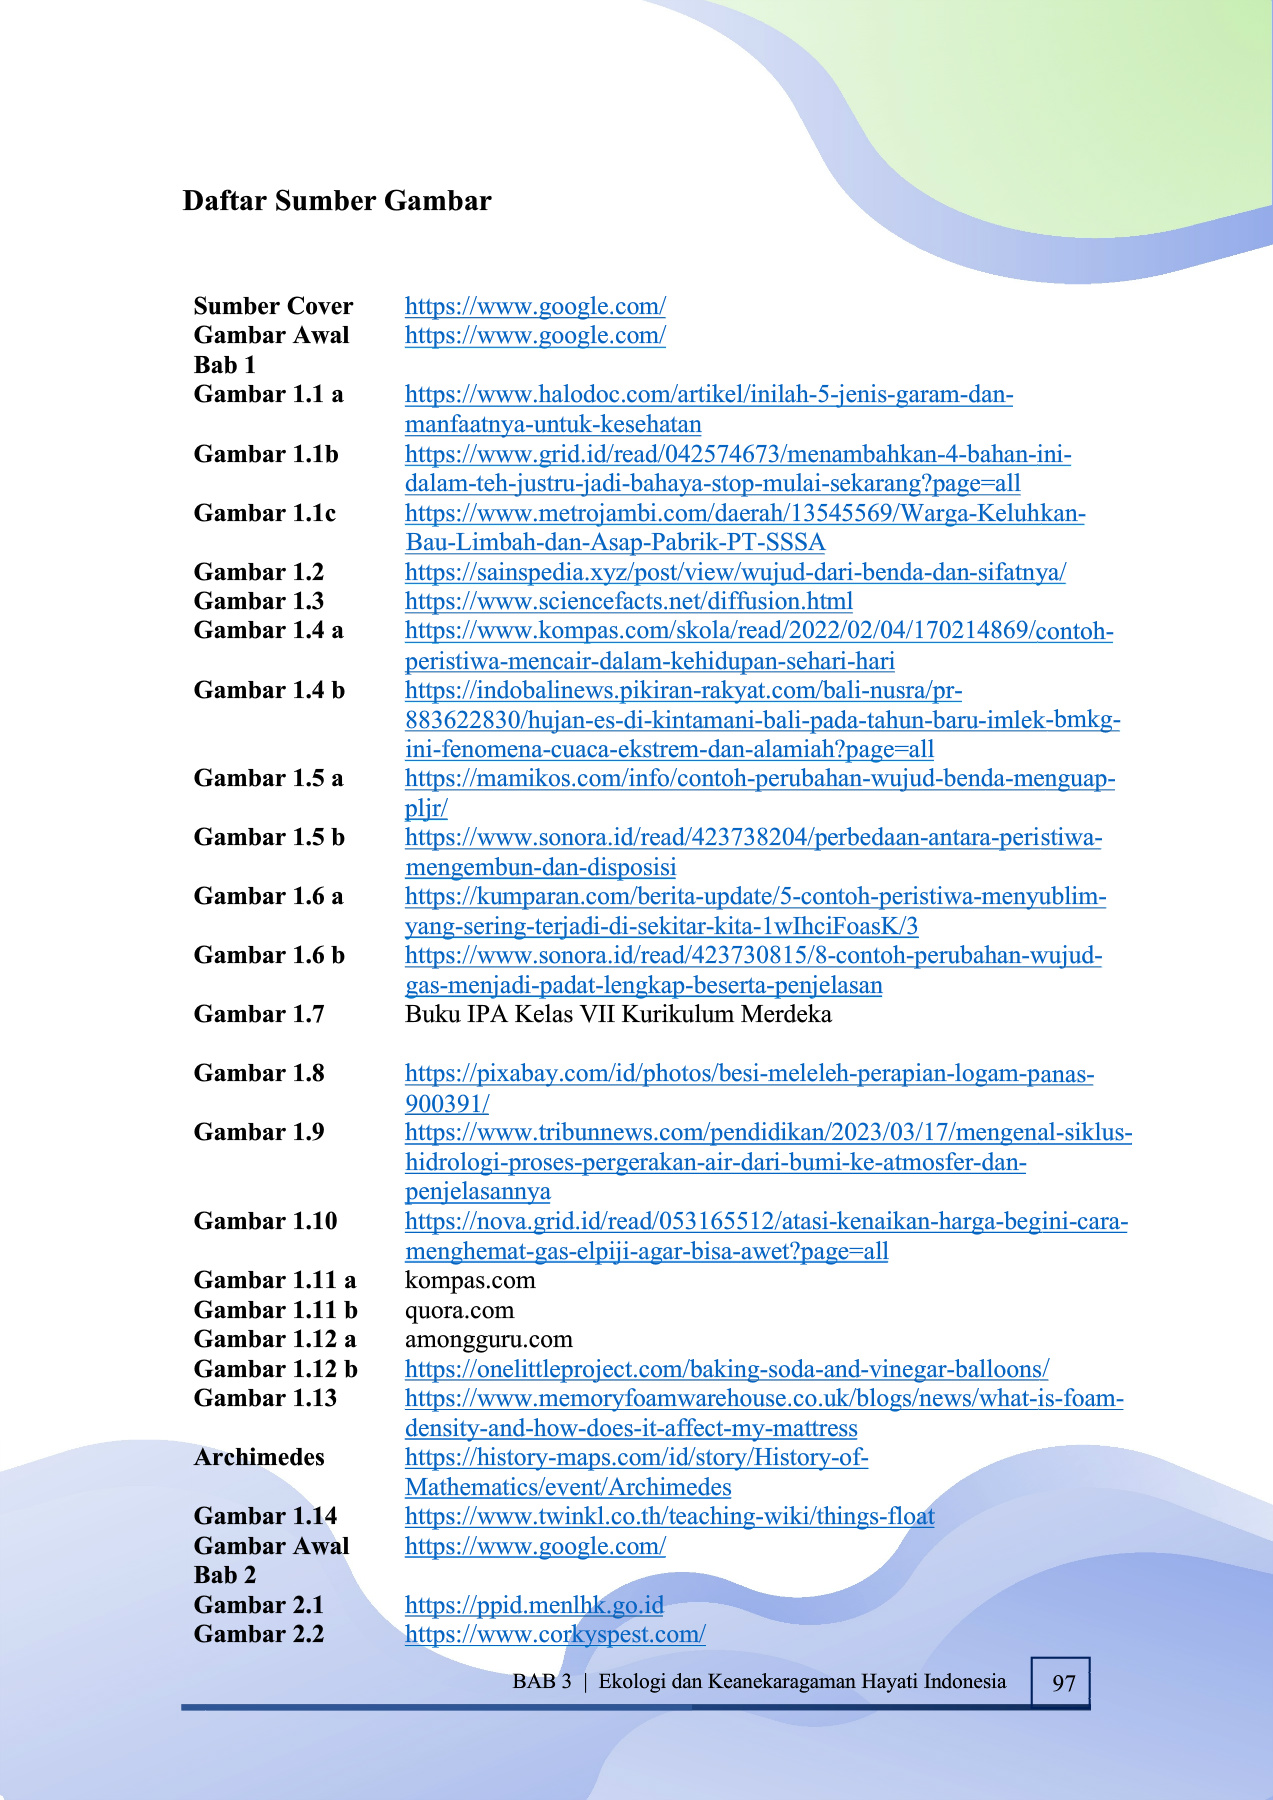 Daftar Sumber Gambar
Sumber Cover https://www.google.com/
Gambar Awal https://www.google.com/
Bab 1
Gambar 1.1 a https://www.halodoc.com/artikel/inilah-5-jenis-garam-dan-
manfaatnya-untuk-kesehatan
Gambar 1.1b https://www.grid.id/read/042574673/menambahkan-4-bahan-ini-
dalam-teh-justru-jadi-bahaya-stop-mulai-sekarang?page=all
Gambar 1.1c https://www.metrojambi.com/daerah/13545569/Warga-Keluhkan-
Bau-Limbah-dan-Asap-Pabrik-PT-SSSA
Gambar 1.2 https://sainspedia.xyz/post/view/wujud-dari-benda-dan-sifatnya/
Gambar 1.3 https://www.sciencefacts.net/diffusion.html
Gambar 1.4 a https://www.kompas.com/skola/read/2022/02/04/170214869/contoh-
peristiwa-mencair-dalam-kehidupan-sehari-hari
Gambar 1.4 b https://indobalinews.pikiran-rakyat.com/bali-nusra/pr-
883622830/hujan-es-di-kintamani-bali-pada-tahun-baru-imlek-bmkg-
ini-fenomena-cuaca-ekstrem-dan-alamiah?page=all
Gambar 1.5 a https://mamikos.com/info/contoh-perubahan-wujud-benda-menguap-
pljr/
Gambar 1.5 b https://www.sonora.id/read/423738204/perbedaan-antara-peristiwa-
mengembun-dan-disposisi
Gambar 1.6 a https://kumparan.com/berita-update/5-contoh-peristiwa-menyublim-
yang-sering-terjadi-di-sekitar-kita-1wIhciFoasK/3
Gambar 1.6 b https://www.sonora.id/read/423730815/8-contoh-perubahan-wujud-
gas-menjadi-padat-lengkap-beserta-penjelasan
Gambar 1.7 Buku IPA Kelas VII Kurikulum Merdeka
Gambar 1.8 https://pixabay.com/id/photos/besi-meleleh-perapian-logam-panas-
900391/
Gambar 1.9 https://www.tribunnews.com/pendidikan/2023/03/17/mengenal-siklus-
hidrologi-proses-pergerakan-air-dari-bumi-ke-atmosfer-dan-
penjelasannya
Gambar 1.10 https://nova.grid.id/read/053165512/atasi-kenaikan-harga-begini-cara-
menghemat-gas-elpiji-agar-bisa-awet?page=all
Gambar 1.11 a kompas.com
Gambar 1.11 b quora.com
Gambar 1.12 a amongguru.com
Gambar 1.12 b https://onelittleproject.com/baking-soda-and-vinegar-balloons/
Gambar 1.13 https://www.memoryfoamwarehouse.co.uk/blogs/news/what-is-foam-
density-and-how-does-it-affect-my-mattress
Archimedes https://history-maps.com/id/story/History-of-
Mathematics/event/Archimedes
Gambar 1.14 https://www.twinkl.co.th/teaching-wiki/things-float
Gambar Awal https://www.google.com/
Bab 2
Gambar 2.1 https://ppid.menlhk.go.id
Gambar 2.2 https://www.corkyspest.com/
BAB 3 | Ekologi dan Keanekaragaman Hayati Indonesia 97